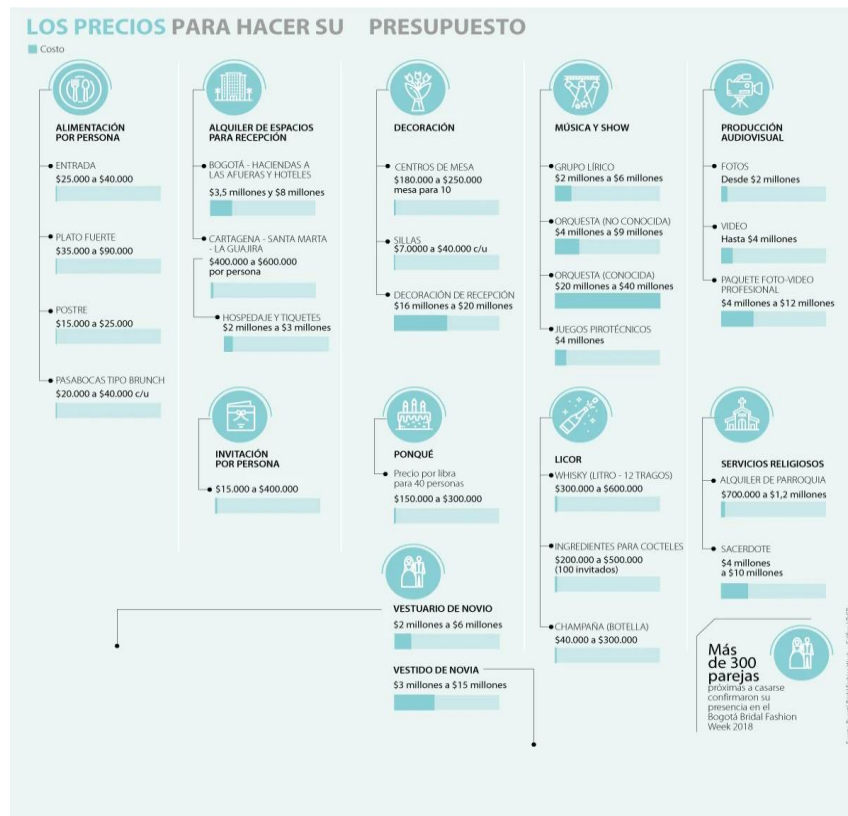 LOS PRECIOS PARA HACER SU PRESUPUESTO
Costo
ALIMENTACIÓN
POR PERSONA
ENTRADA
$25.000 a $40.000
PLATO FUERTE
$35.000 a $90.000
POSTRE
$15.000 a $25.000
PASABOCAS TIPO BRUNCH
$20.000 a $40.000 c/u
ALQUILER DE ESPACIOS
PARA RECEPCIÓN
BOGOTÁ - HACIENDAS A
LAS AFUERAS Y HOTELES
$3,5 millones y $8 millones
CARTAGENA - SANTA MARTA
- LA GUAJIRA
$400.000 a $600.000
por persona
HOSPEDAJE Y TIQUETES
$2 millones a $3 millones
DECORACIÓN
CENTROS DE MESA
$180.000 a $250.000
mesa para 10
SILLAS
$7.0000 a $40.000 c/u
DECORACIÓN DE RECEPCIÓN
$16 millones a $20 millones
MÚSICA Y SHOW
GRUPO LÍRICO
$2 millones a $6 millones
ORQUESTA (NO CONOCIDA)
$4 millones a $9 millones
ORQUESTA (CONOCIDA)
$20 millones a $40 millones
JUEGOS PIROTÉCNICOS
$4 millones
PRODUCCIÓN
AUDIOVISUAL
FOTOS
Desde $2 millones
VIDEO
Hasta $4 millones
PAQUETE FOTO-VIDEO
PROFESIONAL
$4 millones a $12 millones
INVITACIÓN
POR PERSONA
$15.000 a $400.000
PONQUÉ
Precio por libra
para 40 personas
$150.000 a $300.000
LICOR
WHISKY (LITRO - 12 TRAGOS)
$300.000 a $600.000
INGREDIENTES PARA COCTELES
$200.000 a $500.000
(100 invitados)
CHAMPAÑA (BOTELLA)
$40.000 a $300.000
SERVICIOS RELIGIOSOS
ALQUILER DE PARROQUIA
$700.000 a $1,2 millones
SACERDOTE
$4 millones
a $10 millones
VESTUARIO DE NOVIO
$2 millones a $6 millones
VESTIDO DE NOVIA
$3 millones a $15 millones
Más
de 300
parejas
próximas a casarse
confirmaron su
presencia en el
Bogotá Bridal Fashion
Week 2018